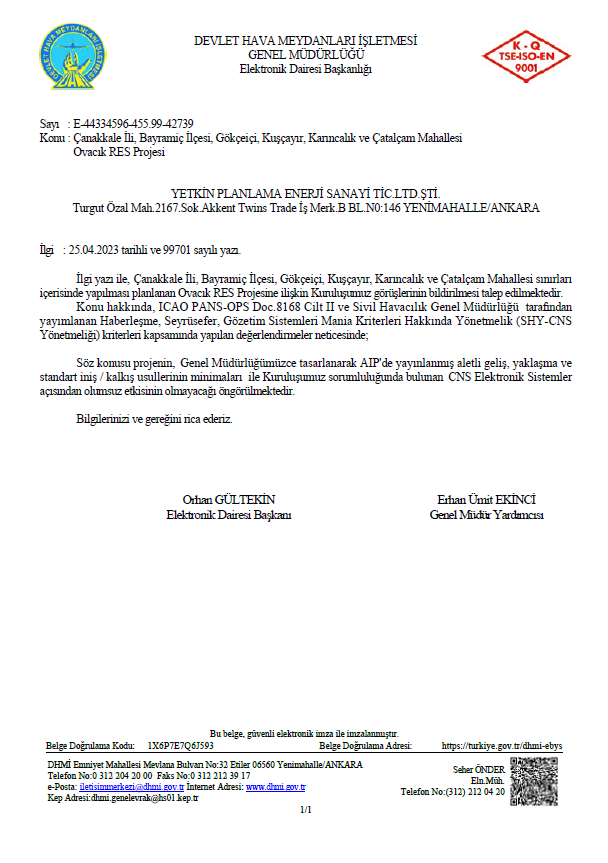 DEVLET HAVA MEYDANLARI İŞLETMESİ
K - Q
TSE-ISO-EN
9001
DEVLET HAVA MEYDANLARI İŞLETMESİ
GENEL MÜDÜRLÜĞÜ
Elektronik Dairesi Başkanlığı
Sayı : E-44334596-455.99-42739
Konu : Çanakkale İli, Bayramiç İlçesi, Gökçeiçi, Kuşçayır, Karıncalık ve Çatalçam Mahallesi
Ovacık RES Projesi
YETKİN PLANLAMA ENERJİ SANAYİ TİC.LTD.ŞTİ.
Turgut Özal Mah.2167.Sok.Akkent Twins Trade İş Merk.B BL.N0:146 YENİMAHALLE/ANKARA
İlgi : 25.04.2023 tarihli ve 99701 sayılı yazı.
İlgi yazı ile, Çanakkale İli, Bayramiç İlçesi, Gökçeiçi, Kuşçayır, Karıncalık ve Çatalçam Mahallesi sınırları
içerisinde yapılması planlanan Ovacık RES Projesine ilişkin Kuruluşumuz görüşlerinin bildirilmesi talep edilmektedir.
Konu hakkında, ICAO PANS-OPS Doc.8168 Cilt II ve Sivil Havacılık Genel Müdürlüğü tarafından
yayımlanan Haberleşme, Seyrüsefer, Gözetim Sistemleri Mania Kriterleri Hakkında Yönetmelik (SHY-CNS
Yönetmeliği) kriterleri kapsamında yapılan değerlendirmeler neticesinde;
Söz konusu projenin, Genel Müdürlüğümüzce tasarlanarak AIP'de yayınlanmış aletli geliş, yaklaşma ve
standart iniş / kalkış usullerinin minimaları ile Kuruluşumuz sorumluluğunda bulunan CNS Elektronik Sistemler
açısından olumsuz etkisinin olmayacağı öngörülmektedir.
Bilgilerinizi ve gereğini rica ederiz.
Orhan GÜLTEKİN
Elektronik Dairesi Başkanı
Erhan Ümit EKİNCİ
Genel Müdür Yardımcısı
Bu belge, güvenli elektronik imza ile imzalanmıştır.
Belge Doğrulama Kodu: 1X6P7E7Q6J593 Belge Doğrulama Adresi: https://turkiye.gov.tr/dhmi-ebys
DHMİ Emniyet Mahallesi Mevlana Bulvarı No:32 Etiler 06560 Yenimahalle/ANKARA
Telefon No:0 312 204 20 00 Faks No:0 312 212 39 17
e-Posta: iletisimmerkezi@dhmi.gov.tr İnternet Adresi: www.dhmi.gov.tr
Kep Adresi:dhmi.genelevrak@hs01.kep.tr
Seher ÖNDER
Eln.Müh.
Telefon No:(312) 212 04 20
1/1